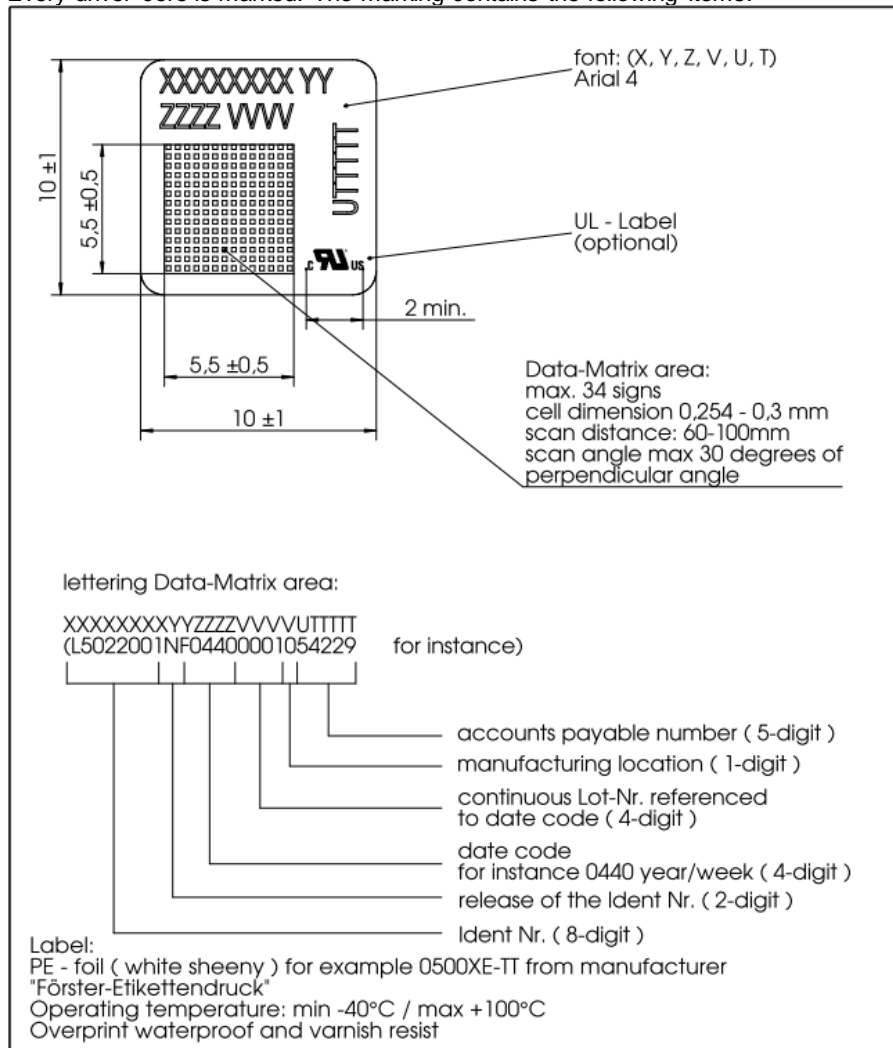 Every driver core is marked. The marking contains the following items:
XXXXXXXX YY
ZZZZ VVVV
UTTTTT
font: (X, Y, Z, V, U, T)
Arial 4
10 ±1
5,5 ±0,5
UL - Label
(optional)
c RU US
2 min.
5,5 ±0,5
10 ±1
Data-Matrix area:
max. 34 signs
cell dimension 0,254 - 0,3 mm
scan distance: 60-100mm
scan angle max 30 degrees of
perpendicular angle
lettering Data-Matrix area:
XXXXXXXXYYZZZZVVVVUTTTTT
(L5022001NF04400001054229 for instance)
accounts payable number ( 5-digit )
manufacturing location ( 1-digit )
continuous Lot-Nr. referenced
to date code ( 4-digit )
date code
for instance 0440 year/week ( 4-digit )
release of the Ident Nr. ( 2-digit )
Ident Nr. ( 8-digit )
Label:
PE - foil ( white sheeny ) for example 0500XE-TT from manufacturer
"Förster-Etikettendruck"
Operating temperature: min -40°C / max +100°C
Overprint waterproof and varnish resist